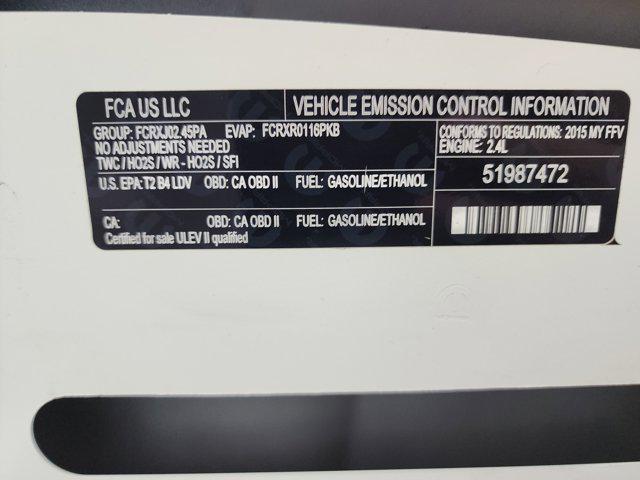 FCA US LLC
VEHICLE EMISSION CONTROL INFORMATION
GROUP: FCRXJ02.45PA EVAP: FCRXR0116PKB
NO ADJUSTMENTS NEEDED
TWC / HO2S / WR - HO2S / SFI
CONFORMS TO REGULATIONS: 2015 MY FFV
ENGINE: 2.4L
U.S. EPA: T2 B4 LDV OBD: CA OBD II FUEL: GASOLINE/ETHANOL
51987472
CA: OBD: CA OBD II FUEL: GASOLINE/ETHANOL
Certified for sale ULEV II qualified